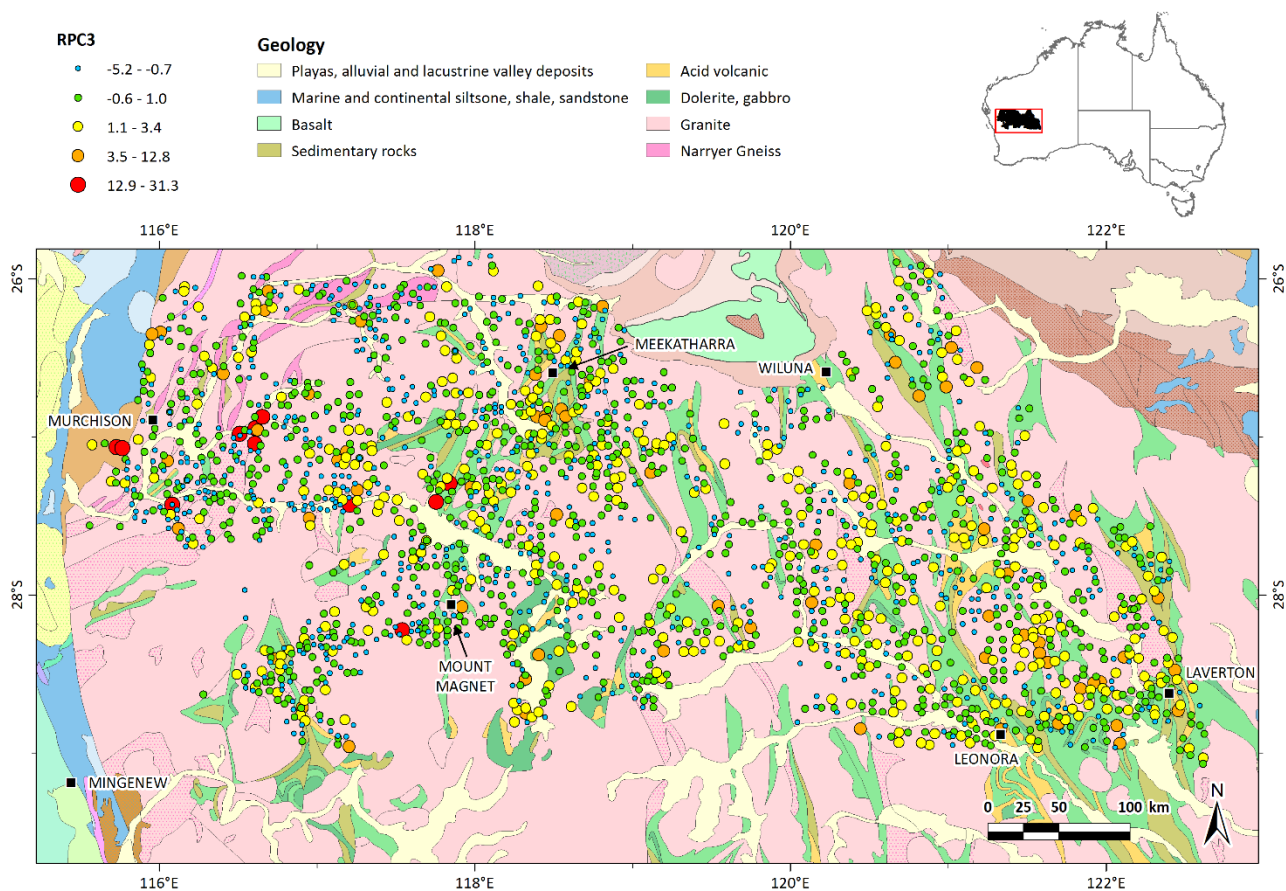 RPC3
-5.2 - -0.7
-0.6 - 1.0
1.1 - 3.4
3.5 - 12.8
12.9 - 31.3
Geology
Playas, alluvial and lacustrine valley deposits
Marine and continental siltsone, shale, sandstone
Basalt
Sedimentary rocks
Acid volcanic
Dolerite, gabbro
Granite
Narryer Gneiss
116°E
118°E
120°E
122°E
26°S
26°S
MEEKATHARRA
WILUNA
MURCHISON
28°S
28°S
MOUNT
MAGNET
LAVERTON
LEONORA
MINGENEW
N
0 25 50 100 km
116°E
118°E
120°E
122°E